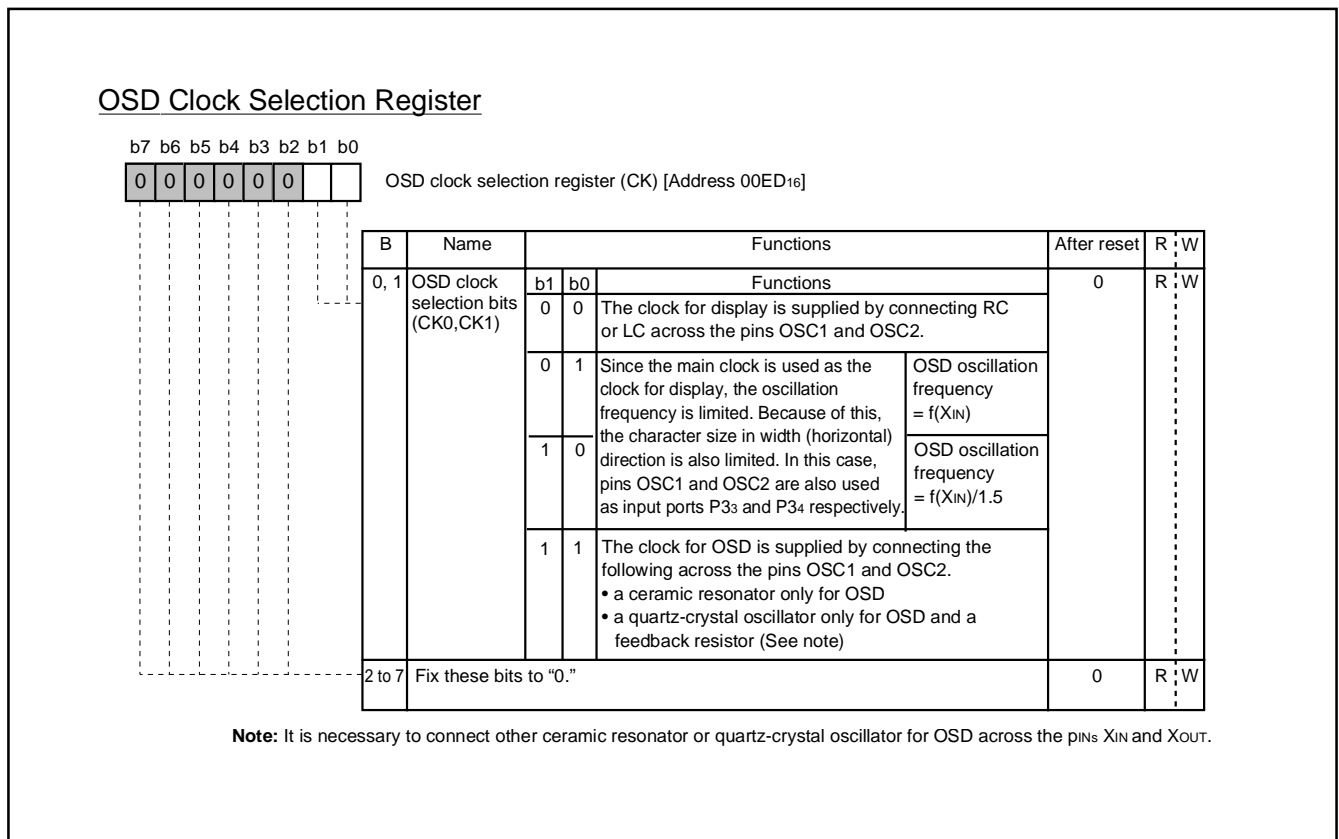 OSD Clock Selection Register
b7 b6 b5 b4 b3 b2 b1 b0
0 0 0 0 0 0
OSD clock selection register (CK) [Address 00ED16]
B Name Functions After reset R W
0, 1 OSD clock selection bits (CK0,CK1) 0 R W
b1 b0 Functions
0 0 The clock for display is supplied by connecting RC
or LC across the pins OSC1 and OSC2.
0 1 Since the main clock is used as the
clock for display, the oscillation
frequency is limited. Because of this,
the character size in width (horizontal)
1 0 direction is also limited. In this case,
pins OSC1 and OSC2 are also used
as input ports P33 and P34 respectively.
OSD oscillation
frequency
= f(XIN)
OSD oscillation
frequency
= f(XIN)/1.5
1 1 The clock for OSD is supplied by connecting the
following across the pins OSC1 and OSC2.
• a ceramic resonator only for OSD
• a quartz-crystal oscillator only for OSD and a
feedback resistor (See note)
2 to 7 Fix these bits to “0.” 0 R W
Note: It is necessary to connect other ceramic resonator or quartz-crystal oscillator for OSD across the pINs XIN and XOUT.